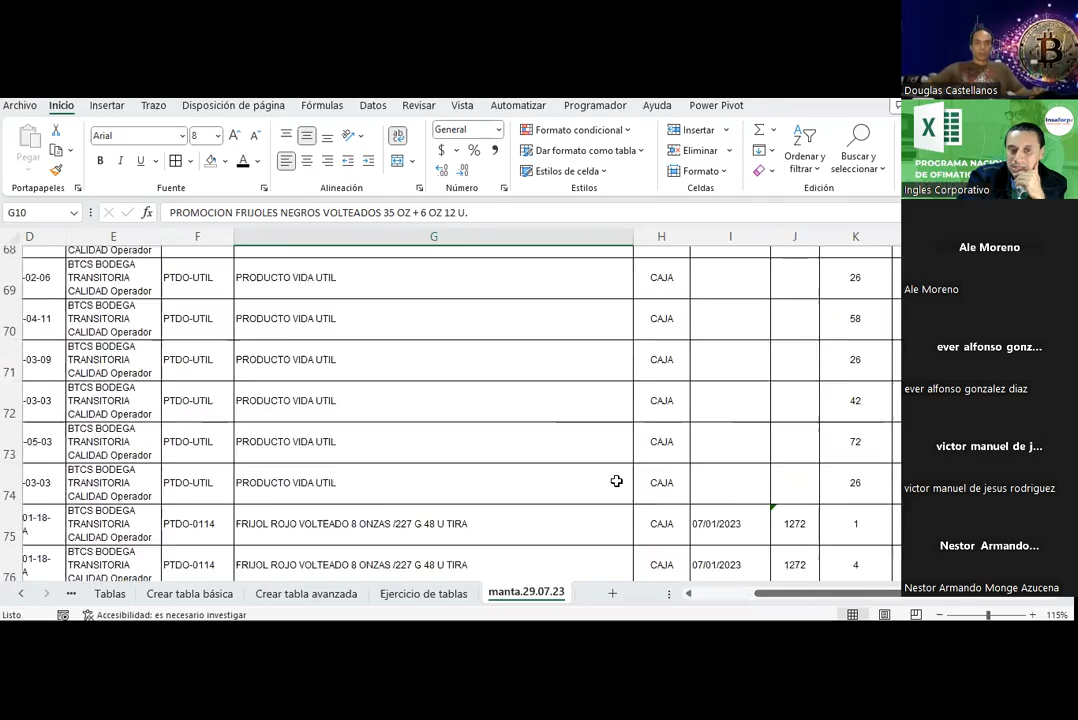 Douglas Castellanos
Archivo Inicio Insertar Trazo Disposición de página Fórmulas Datos Revisar Vista Automatizar Programador Ayuda Power Pivot
Pegar
Arial 8
General
Formato condicional
Dar formato como tabla
Estilos de celda
Insertar
Eliminar
Formato
Ordenar y filtrar
Buscar y seleccionar
Portapapeles Fuente Alineación Número Estilos Celdas Edición
PROGRAMA NACIO
DE OFIMATIC
Ingles Corporativo
G10 fx PROMOCION FRIJOLES NEGROS VOLTEADOS 35 OZ + 6 OZ 12 U.
D E F G H I J K
68 CALIDAD Operador
BTCS BODEGA
-02-06 TRANSITORIA PTDO-UTIL PRODUCTO VIDA UTIL CAJA 26
69 CALIDAD Operador
BTCS BODEGA
-04-11 TRANSITORIA PTDO-UTIL PRODUCTO VIDA UTIL CAJA 58
70 CALIDAD Operador
BTCS BODEGA
-03-09 TRANSITORIA PTDO-UTIL PRODUCTO VIDA UTIL CAJA 26
71 CALIDAD Operador
BTCS BODEGA
-03-03 TRANSITORIA PTDO-UTIL PRODUCTO VIDA UTIL CAJA 42
72 CALIDAD Operador
BTCS BODEGA
-05-03 TRANSITORIA PTDO-UTIL PRODUCTO VIDA UTIL CAJA 72
73 CALIDAD Operador
BTCS BODEGA
-03-03 TRANSITORIA PTDO-UTIL PRODUCTO VIDA UTIL CAJA 26
74 CALIDAD Operador
BTCS BODEGA
01-18-A TRANSITORIA PTDO-0114 FRIJOL ROJO VOLTEADO 8 ONZAS /227 G 48 U TIRA CAJA 07/01/2023 1272 1
75 CALIDAD Operador
BTCS BODEGA
01-18-A TRANSITORIA PTDO-0114 FRIJOL ROJO VOLTEADO 8 ONZAS /227 G 48 U TIRA CAJA 07/01/2023 1272 4
76 CALIDAD Operador
Tablas Crear tabla básica Crear tabla avanzada Ejercicio de tablas manta.29.07.23
Listo Accesibilidad: es necesario investigar 115%
Ale Moreno
Ale Moreno
ever alfonso gonz...
ever alfonso gonzalez diaz
victor manuel de j...
victor manuel de jesus rodriguez
Nestor Armando...
Nestor Armando Monge Azucena